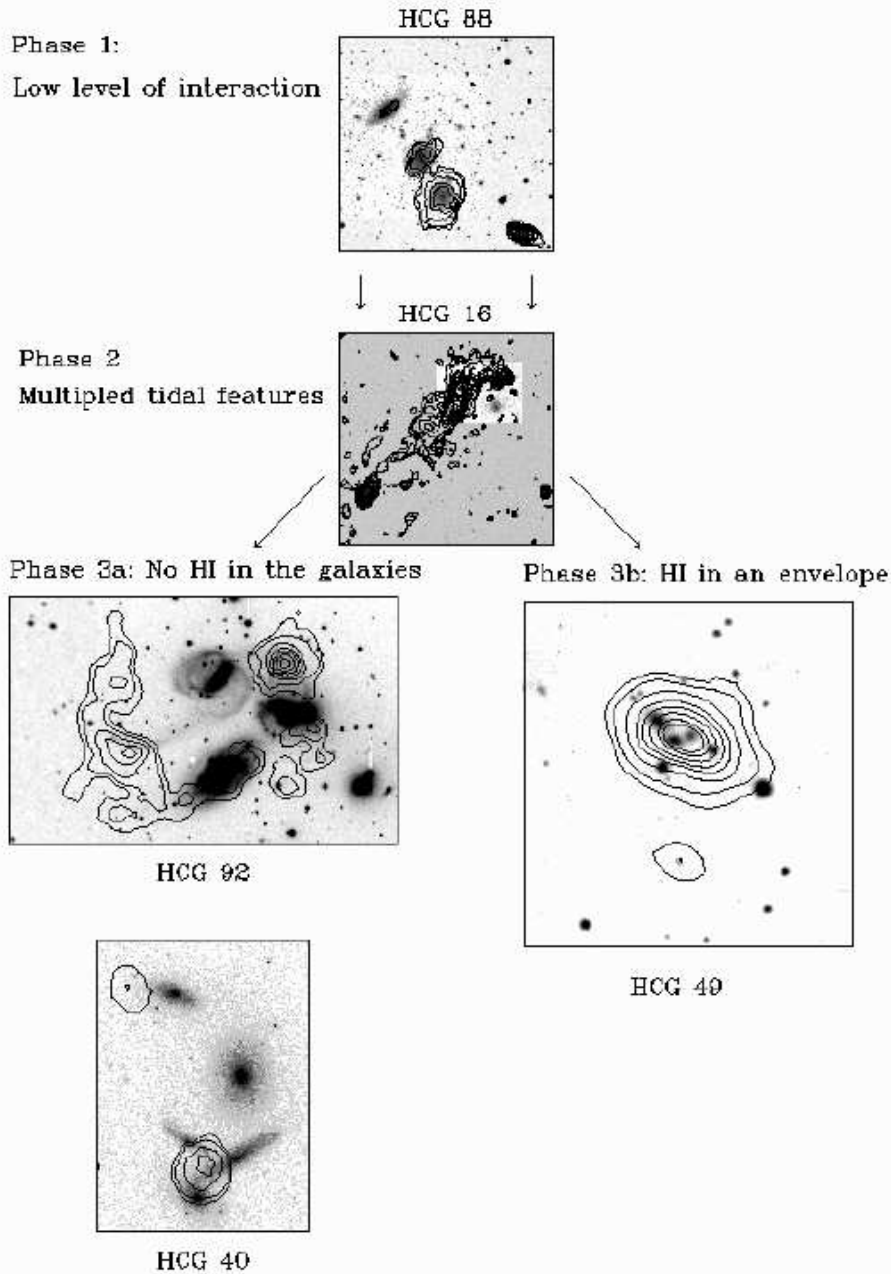 HCG 88
Phase 1:
Low level of interaction
HCG 16
Phase 2
Multipled tidal features
Phase 3a: No HI in the galaxies
Phase 3b: HI in an envelope
HCG 92
HCG 49
HCG 40